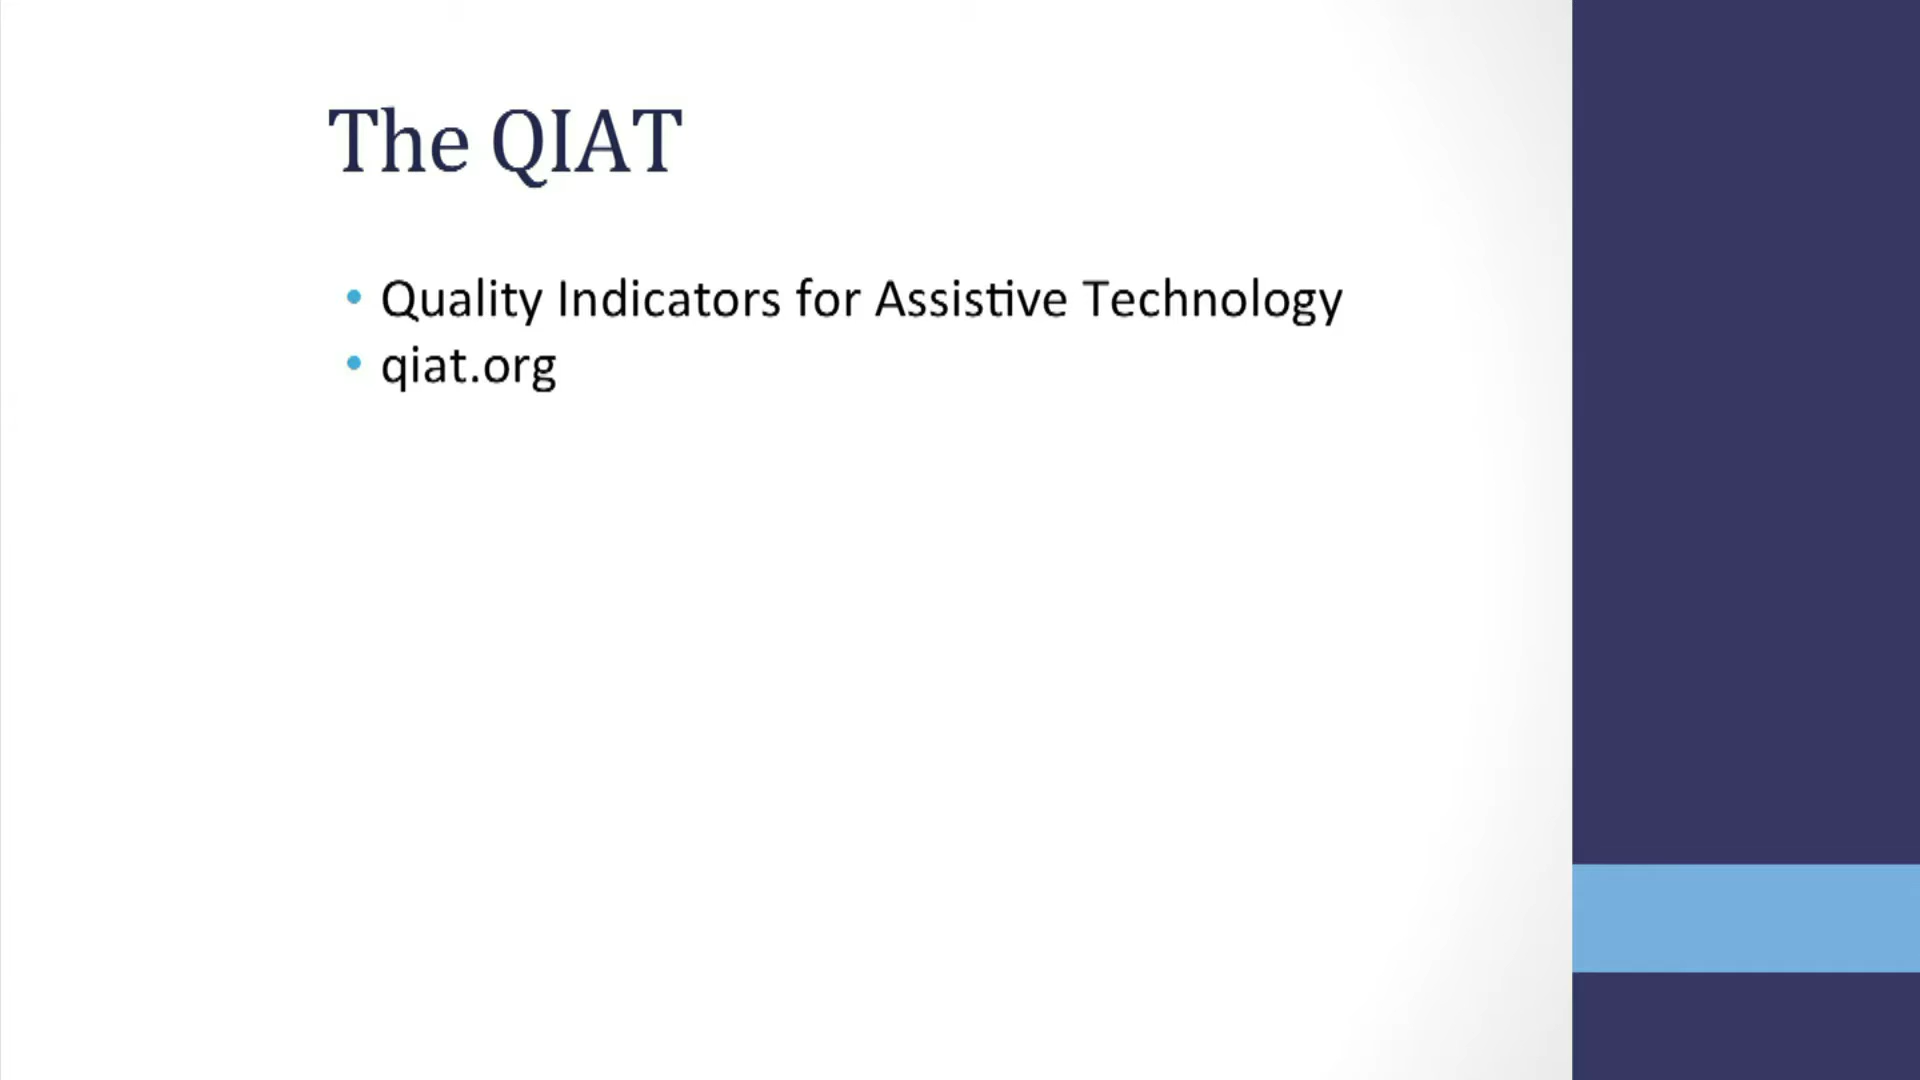 The QIAT
• Quality Indicators for Assistive Technology
• qiat.org